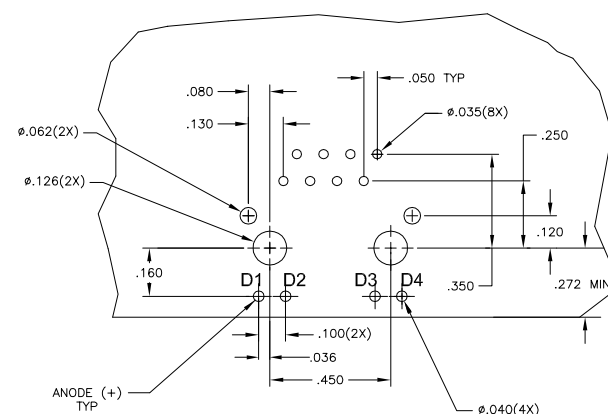 .050 TYP
.080
ø.035(8X)
.130
ø.062(2X)
.250
ø.126(2X)
.120
.160
.350
.272 MIN
D1 D2 D3 D4
.100(2X)
.036
.450
ANODE (+)
TYP
ø.040(4X)